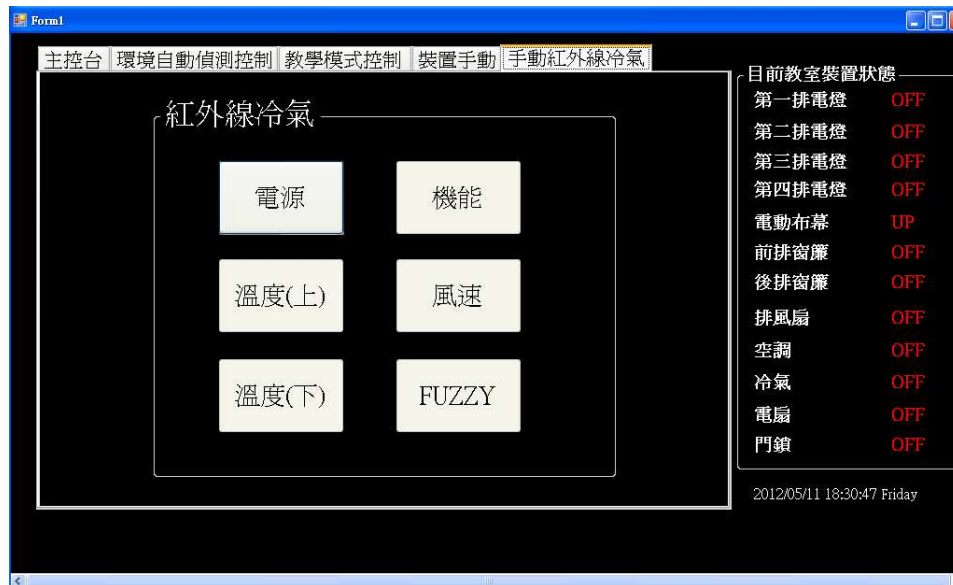 Form1
主控台 環境自動偵測控制 教學模式控制 裝置手動 手動紅外線冷氣
紅外線冷氣
電源 機能
溫度(上) 風速
溫度(下) FUZZY
目前教室裝置狀態
第一排電燈 OFF
第二排電燈 OFF
第三排電燈 OFF
第四排電燈 OFF
電動布幕 UP
前排窗簾 OFF
後排窗簾 OFF
排風扇 OFF
空調 OFF
冷氣 OFF
電扇 OFF
門鎖 OFF
2012/05/11 18:30:47 Friday